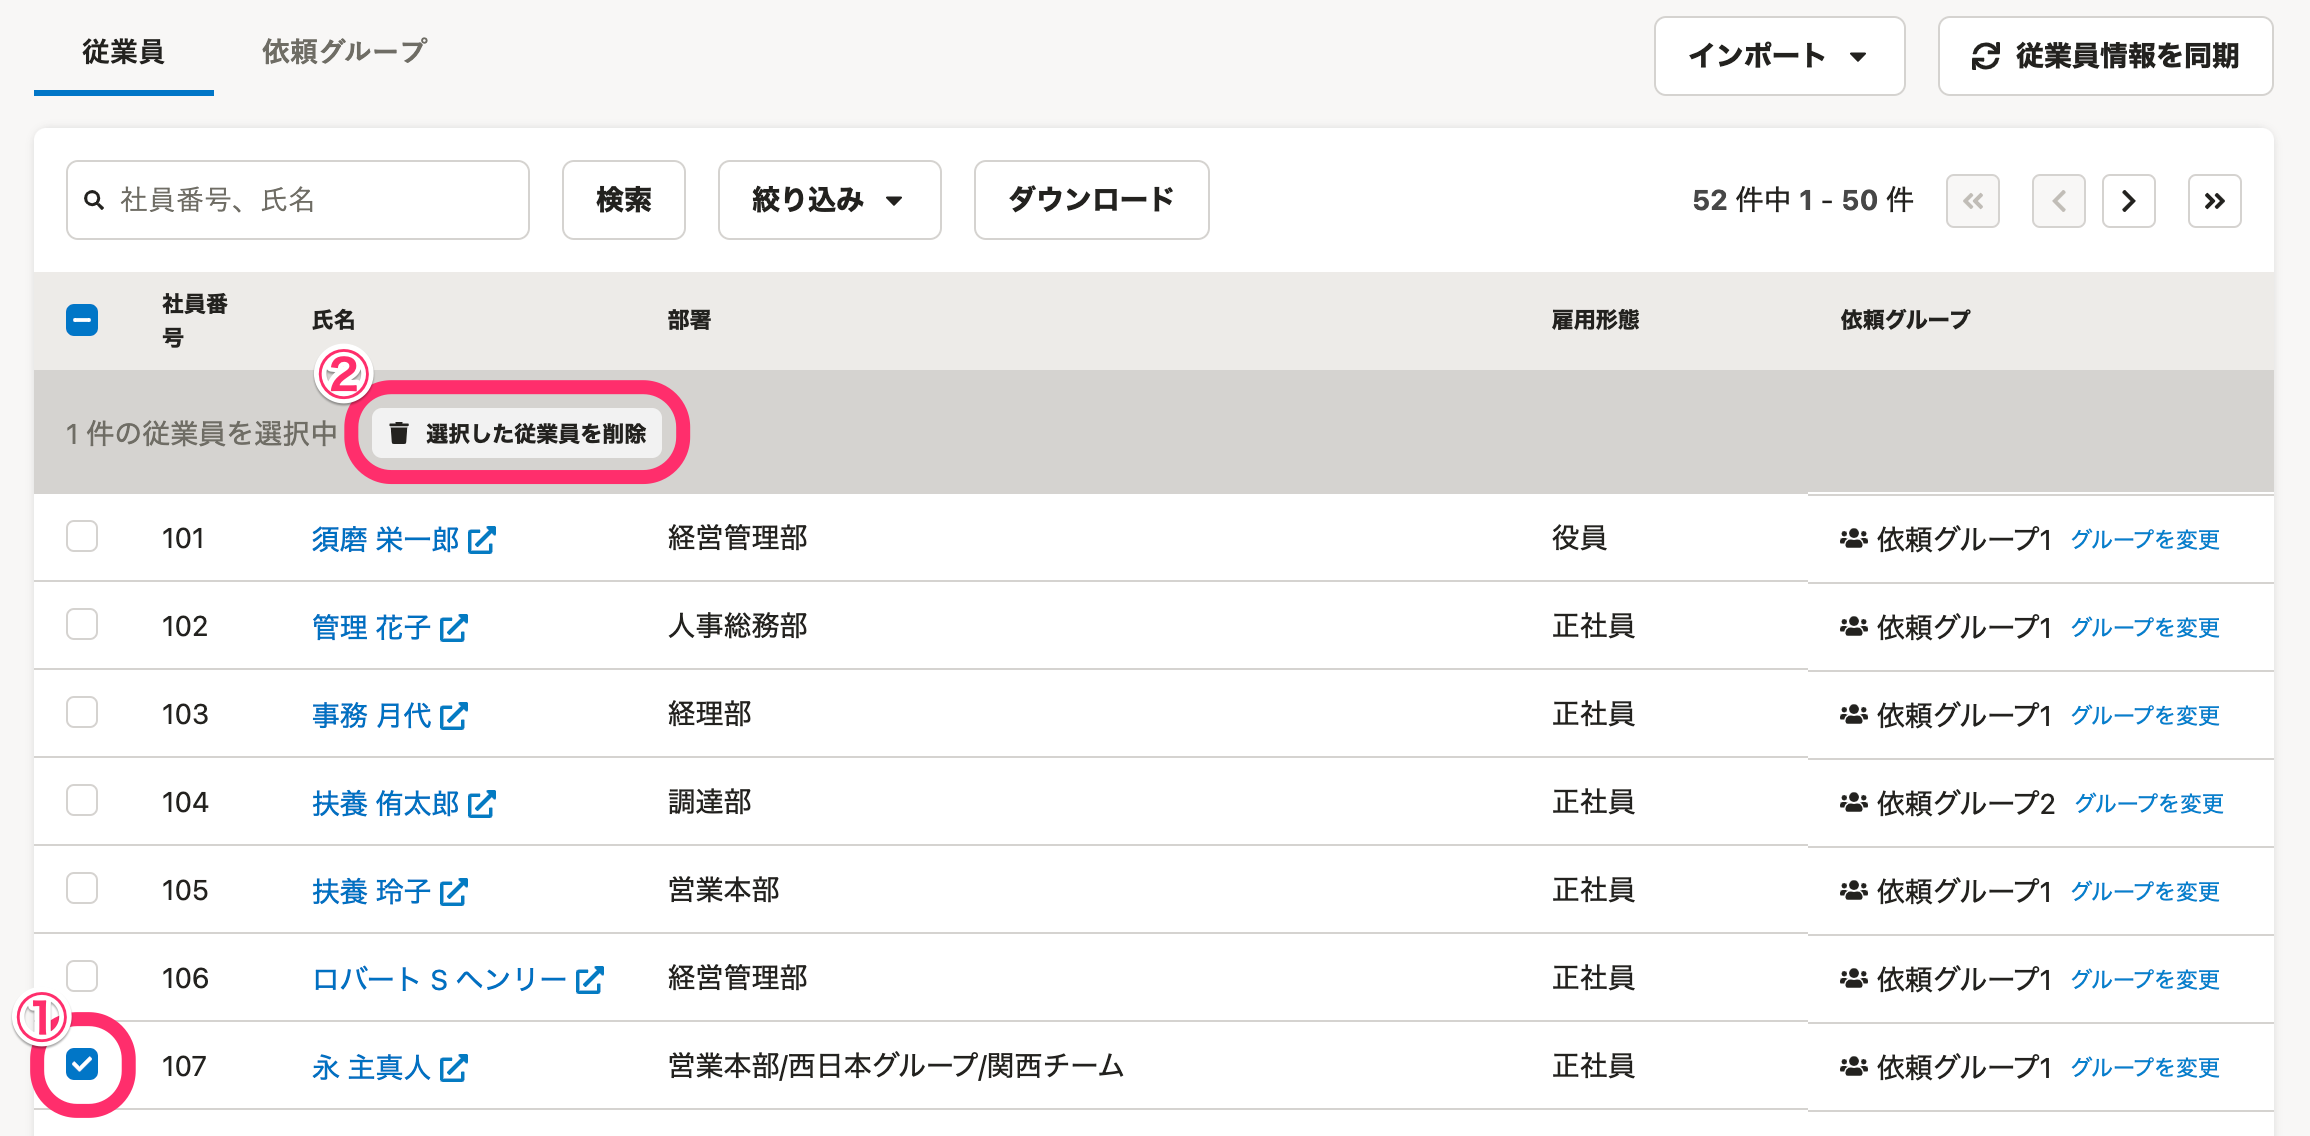 従業員 依頼グループ インポート 従業員情報を同期
社員番号、氏名 検索 絞り込み ダウンロード 52 件中 1 - 50 件
社員番
号 氏名 部署 雇用形態 依頼グループ
②
1 件の従業員を選択中 選択した従業員を削除
101 須磨 栄一郎 経営管理部 役員 依頼グループ1 グループを変更
102 管理 花子 人事総務部 正社員 依頼グループ1 グループを変更
103 事務 月代 経理部 正社員 依頼グループ1 グループを変更
104 扶養 侑太郎 調達部 正社員 依頼グループ2 グループを変更
105 扶養 玲子 営業本部 正社員 依頼グループ1 グループを変更
106 ロバート S ヘンリー 経営管理部 正社員 依頼グループ1 グループを変更
①
107 永 主真人 営業本部/西日本グループ/関西チーム 正社員 依頼グループ1 グループを変更